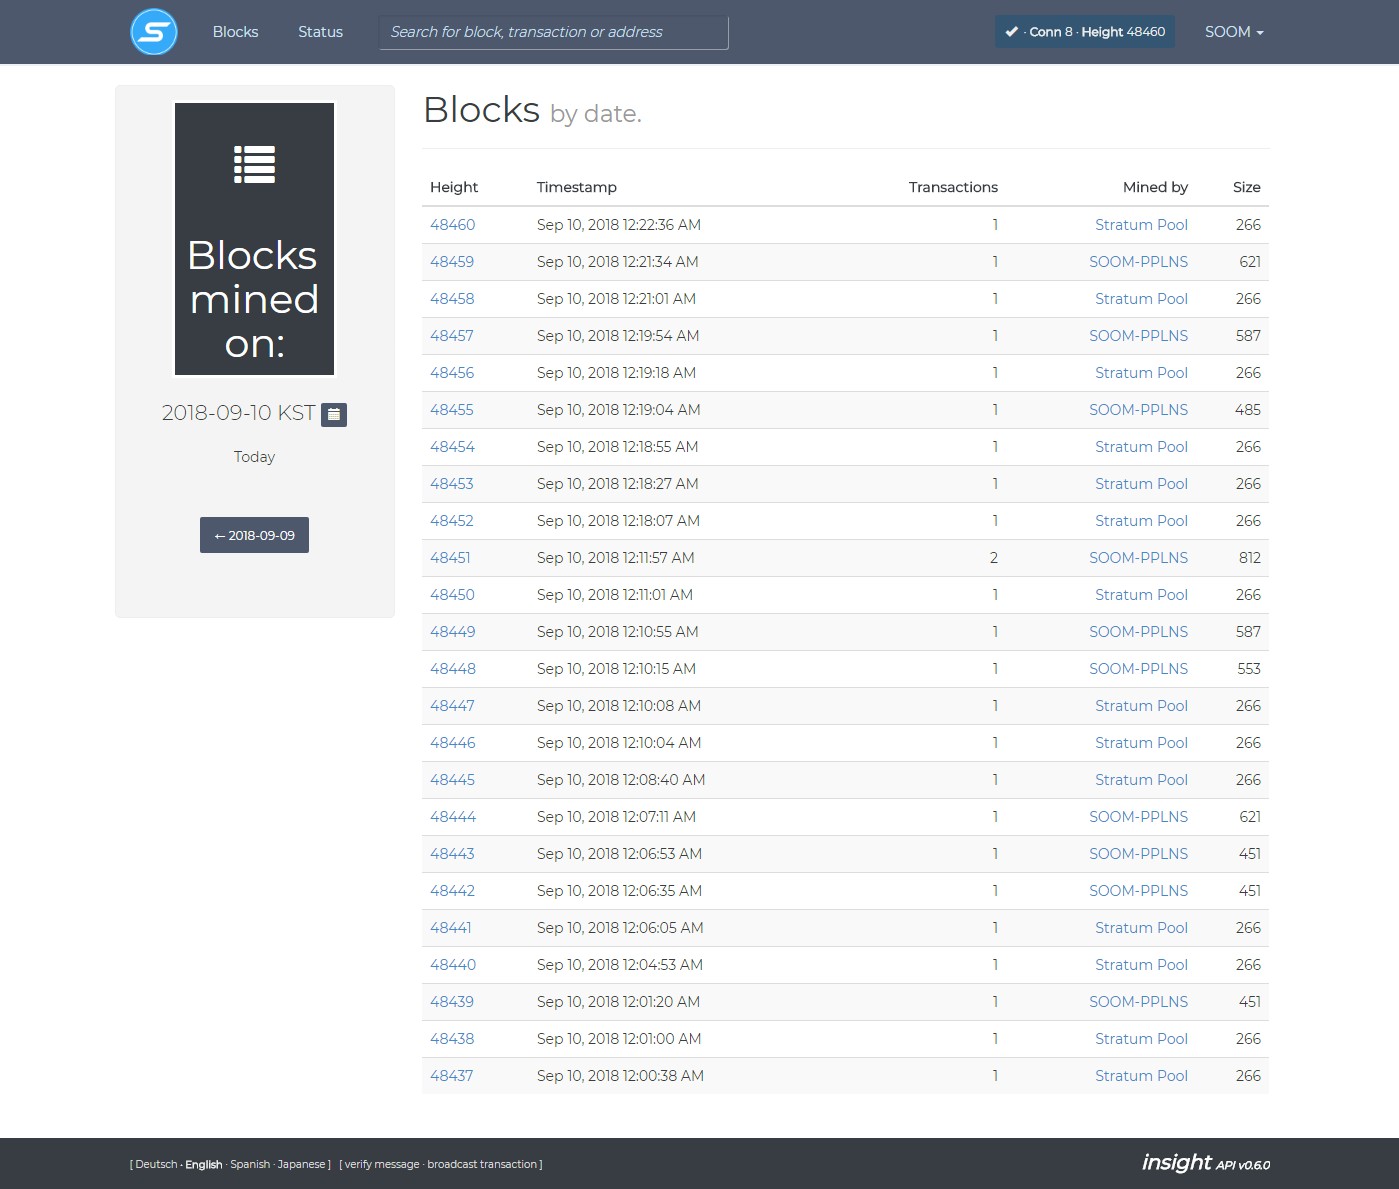 S Blocks Status Search for block, transaction or address · Conn 8 · Height 48460 SOOM
Blocks
mined
on:
2018-09-10 KST
Today
← 2018-09-09
Blocks by date.
Height Timestamp Transactions Mined by Size
48460 Sep 10, 2018 12:22:36 AM 1 Stratum Pool 266
48459 Sep 10, 2018 12:21:34 AM 1 SOOM-PPLNS 621
48458 Sep 10, 2018 12:21:01 AM 1 Stratum Pool 266
48457 Sep 10, 2018 12:19:54 AM 1 SOOM-PPLNS 587
48456 Sep 10, 2018 12:19:18 AM 1 Stratum Pool 266
48455 Sep 10, 2018 12:19:04 AM 1 SOOM-PPLNS 485
48454 Sep 10, 2018 12:18:55 AM 1 Stratum Pool 266
48453 Sep 10, 2018 12:18:27 AM 1 Stratum Pool 266
48452 Sep 10, 2018 12:18:07 AM 1 Stratum Pool 266
48451 Sep 10, 2018 12:11:57 AM 2 SOOM-PPLNS 812
48450 Sep 10, 2018 12:11:01 AM 1 Stratum Pool 266
48449 Sep 10, 2018 12:10:55 AM 1 SOOM-PPLNS 587
48448 Sep 10, 2018 12:10:15 AM 1 SOOM-PPLNS 553
48447 Sep 10, 2018 12:10:08 AM 1 Stratum Pool 266
48446 Sep 10, 2018 12:10:04 AM 1 Stratum Pool 266
48445 Sep 10, 2018 12:08:40 AM 1 Stratum Pool 266
48444 Sep 10, 2018 12:07:11 AM 1 SOOM-PPLNS 621
48443 Sep 10, 2018 12:06:53 AM 1 SOOM-PPLNS 451
48442 Sep 10, 2018 12:06:35 AM 1 SOOM-PPLNS 451
48441 Sep 10, 2018 12:06:05 AM 1 Stratum Pool 266
48440 Sep 10, 2018 12:04:53 AM 1 Stratum Pool 266
48439 Sep 10, 2018 12:01:20 AM 1 SOOM-PPLNS 451
48438 Sep 10, 2018 12:01:00 AM 1 Stratum Pool 266
48437 Sep 10, 2018 12:00:38 AM 1 Stratum Pool 266
[ Deutsch · English · Spanish · Japanese ] [ verify message · broadcast transaction ] insight API v0.6.0